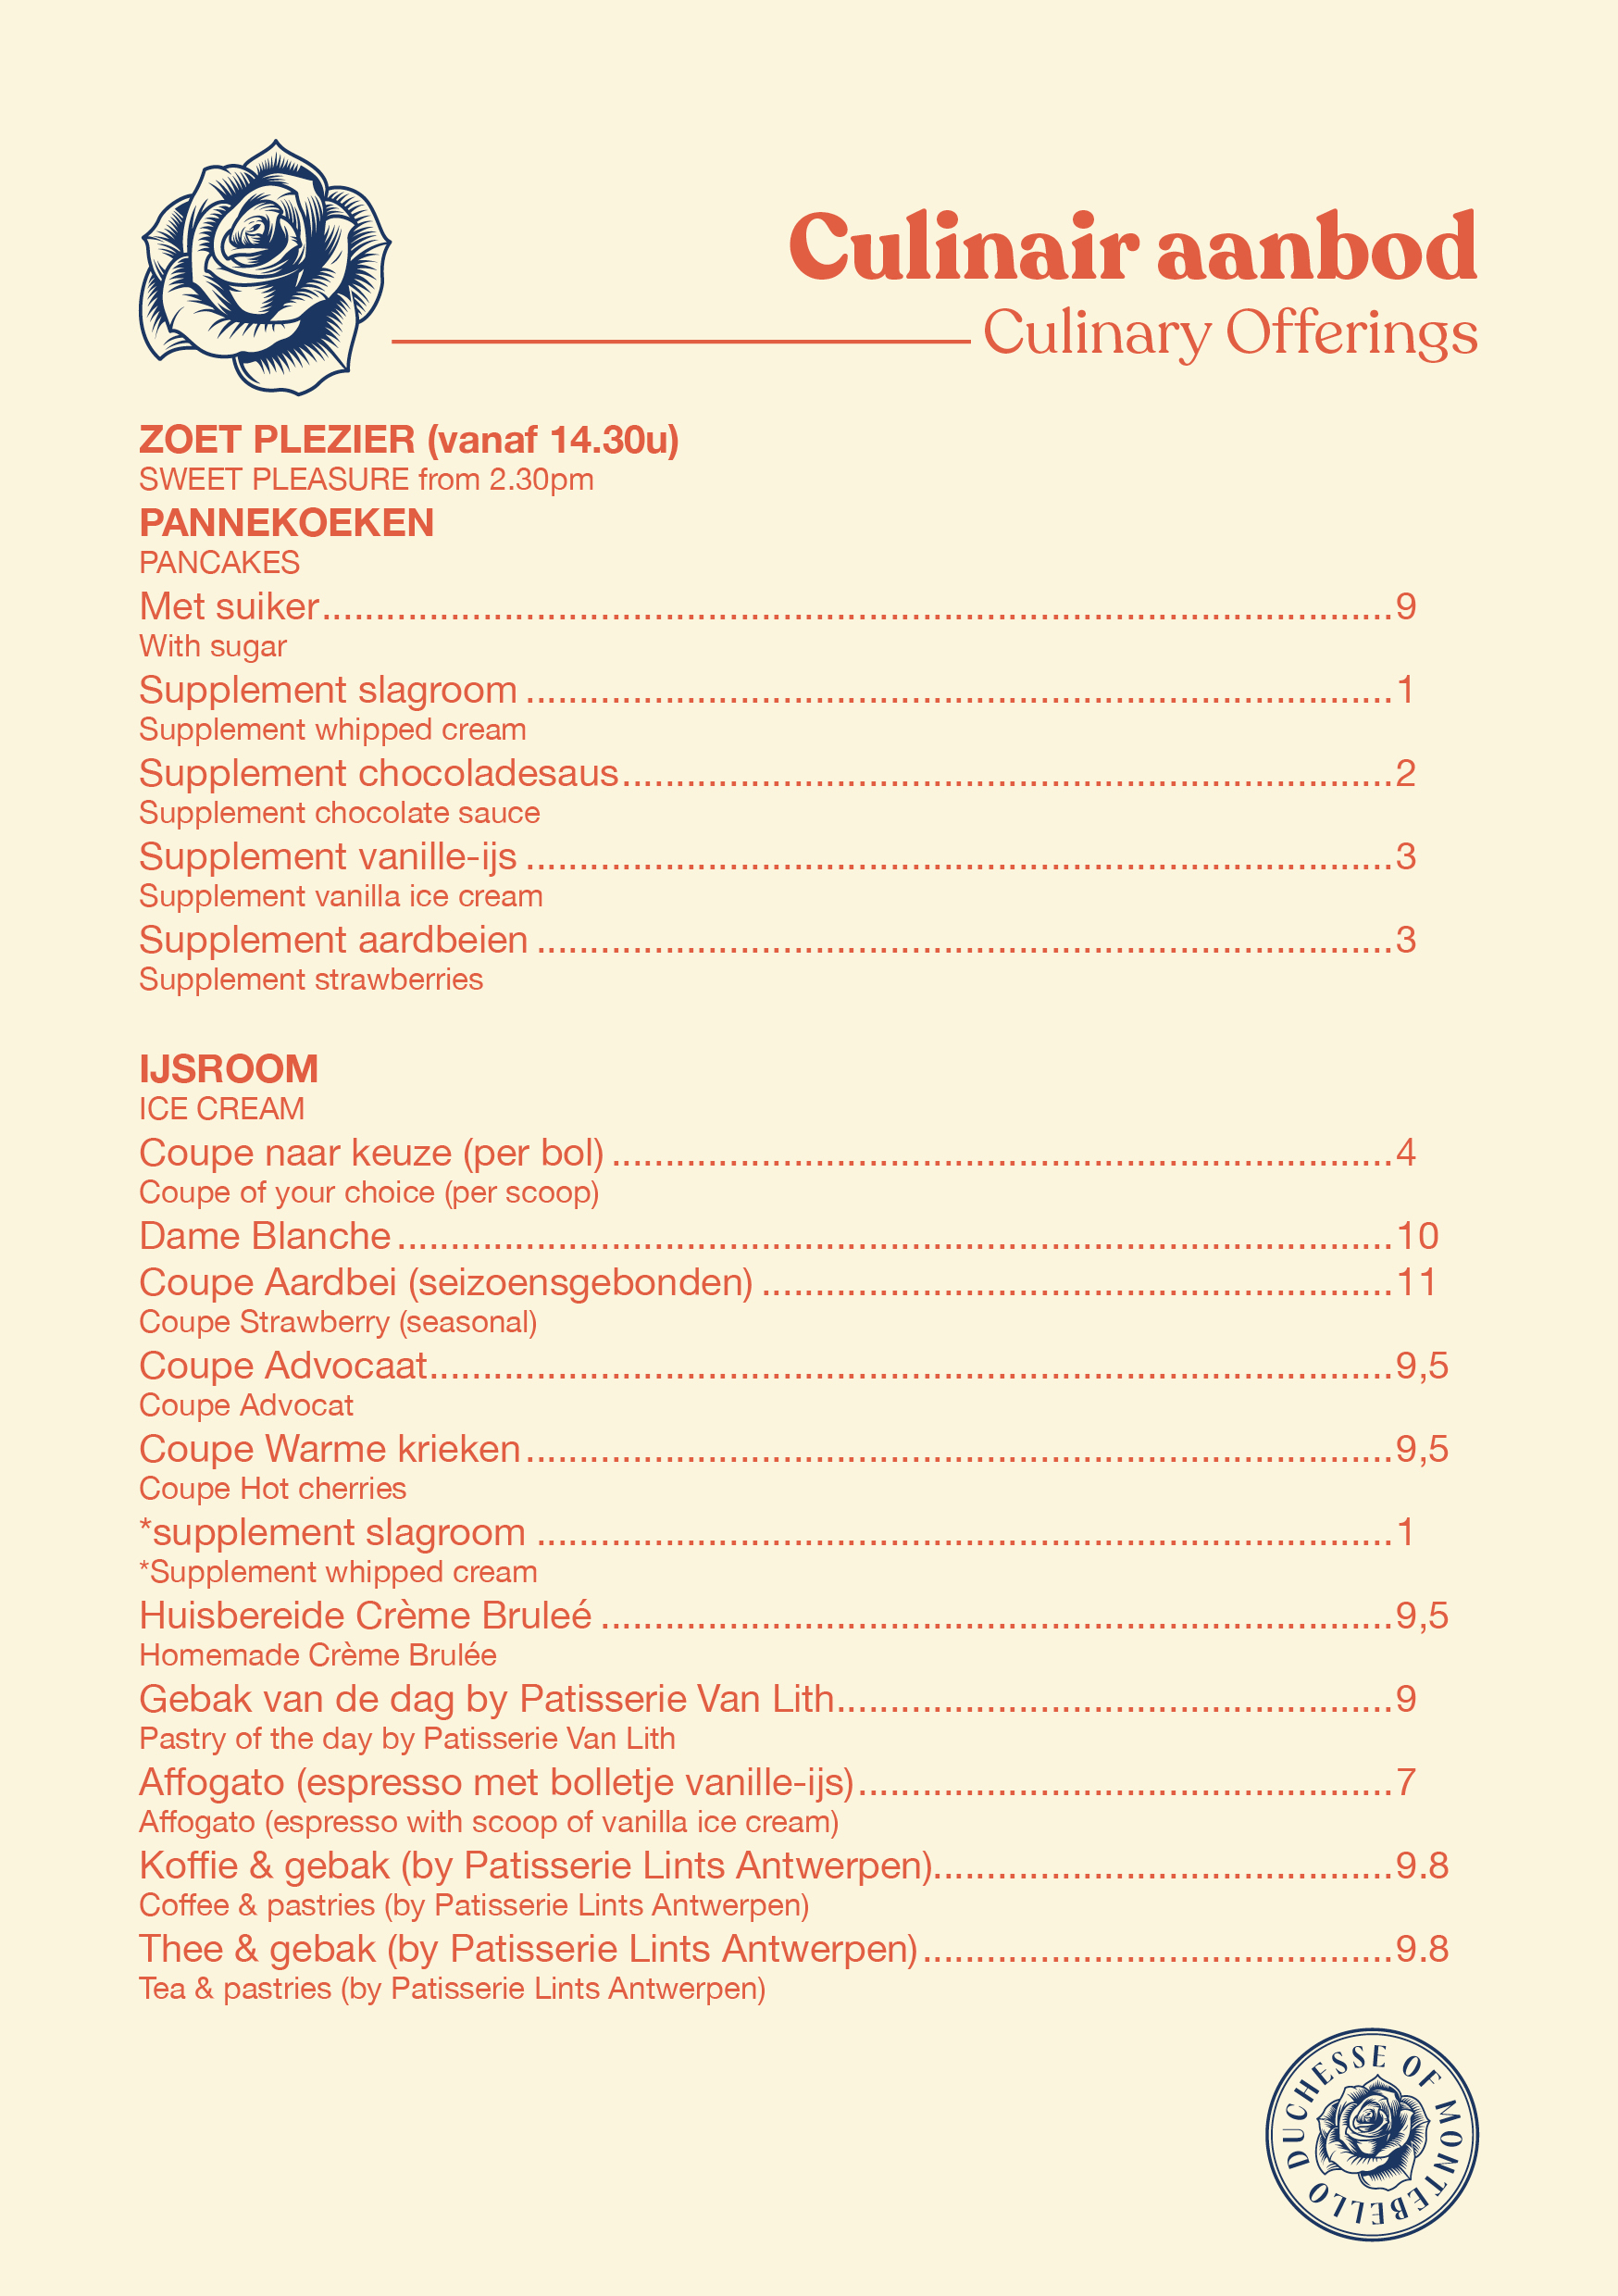 Culinair aanbod
Culinary Offerings
ZOET PLEZIER (vanaf 14.30u)
SWEET PLEASURE from 2.30pm
PANNEKOEKEN
PANCAKES
Met suiker....................................................................................................9
With sugar
Supplement slagroom .................................................................................1
Supplement whipped cream
Supplement chocoladesaus........................................................................2
Supplement chocolate sauce
Supplement vanille-ijs .................................................................................3
Supplement vanilla ice cream
Supplement aardbeien ................................................................................3
Supplement strawberries
IJSROOM
ICE CREAM
Coupe naar keuze (per bol) .........................................................................4
Coupe of your choice (per scoop)
Dame Blanche .............................................................................................10
Coupe Aardbei (seizoensgebonden) ...........................................................11
Coupe Strawberry (seasonal)
Coupe Advocaat..........................................................................................9,5
Coupe Advocat
Coupe Warme krieken .................................................................................9,5
Coupe Hot cherries
*supplement slagroom ................................................................................1
*Supplement whipped cream
Huisbereide Crème Bruleé ..........................................................................9,5
Homemade Crème Brulée
Gebak van de dag by Patisserie Van Lith....................................................9
Pastry of the day by Patisserie Van Lith
Affogato (espresso met bolletje vanille-ijs)..................................................7
Affogato (espresso with scoop of vanilla ice cream)
Koffie & gebak (by Patisserie Lints Antwerpen)...........................................9.8
Coffee & pastries (by Patisserie Lints Antwerpen)
Thee & gebak (by Patisserie Lints Antwerpen)............................................9.8
Tea & pastries (by Patisserie Lints Antwerpen)
DUCHESSE OF MONTEBELLO